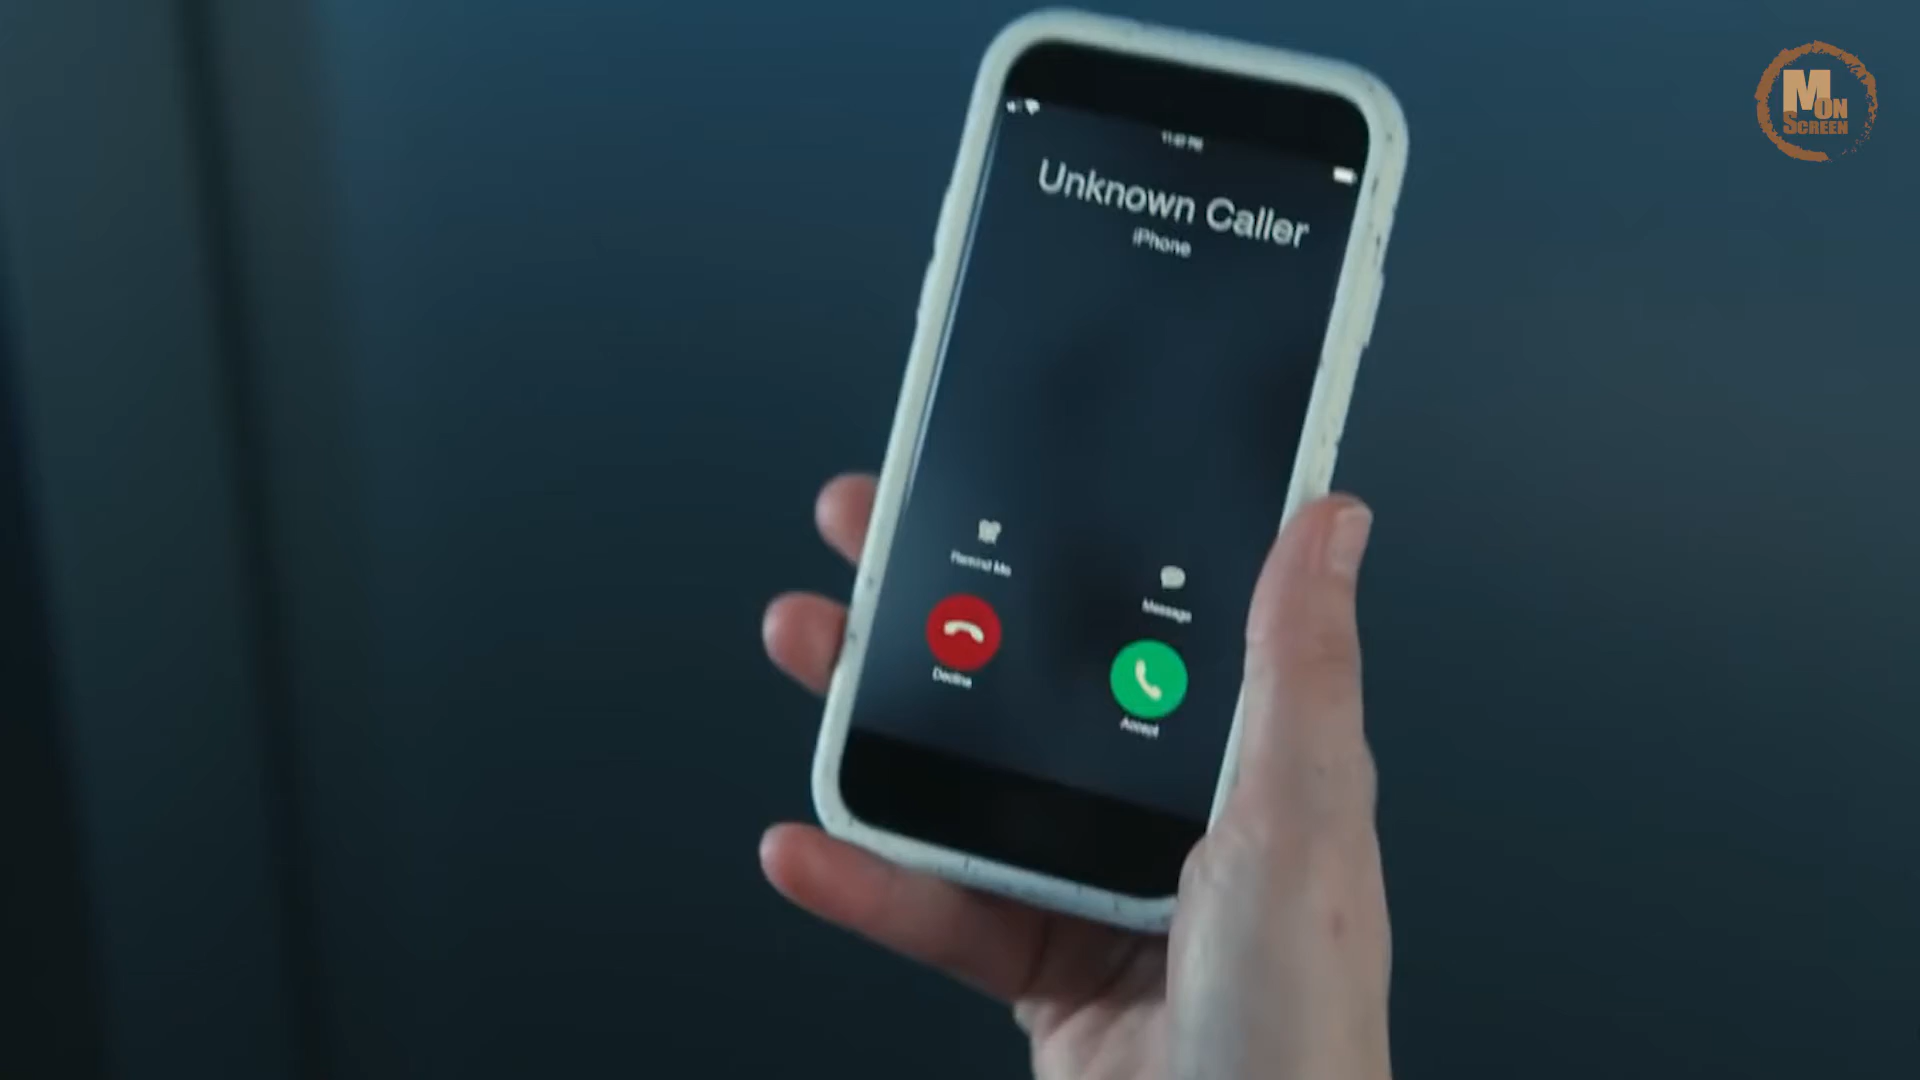 M
ON
SCREEN
Unknown Caller
iPhone
Remind Me
Message
Decline
Accept